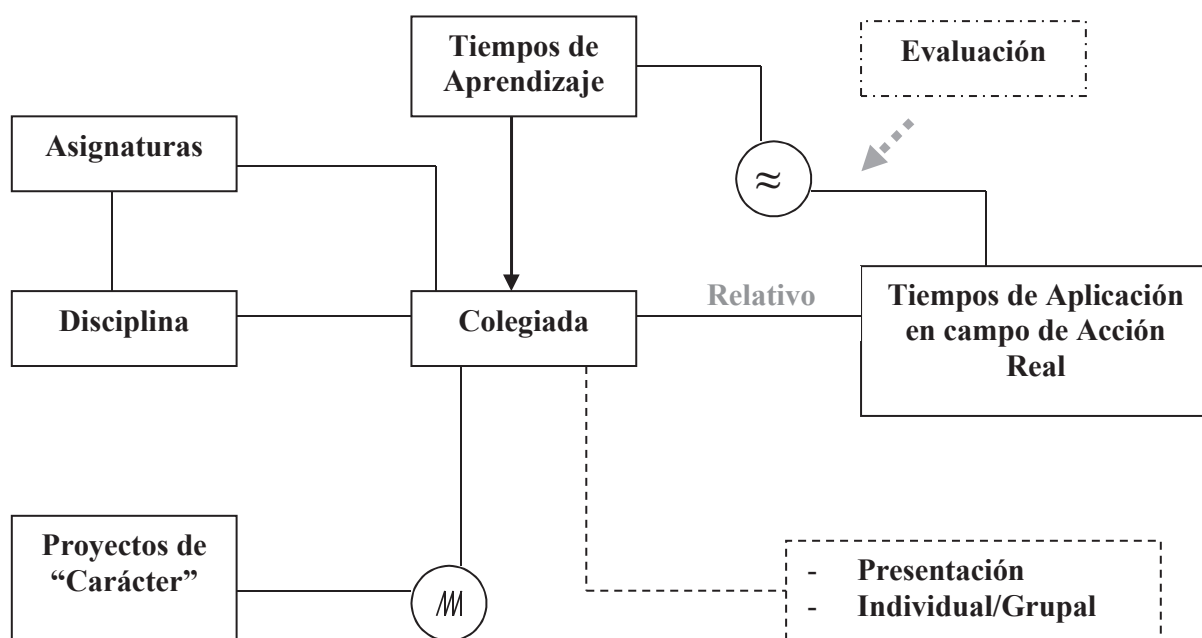 Tiempos de
Aprendizaje
Evaluación
Asignaturas
≈
Disciplina
Colegiada
Relativo
Tiempos de Aplicación
en campo de Acción
Real
Proyectos de
“Carácter”
- Presentación
- Individual/Grupal